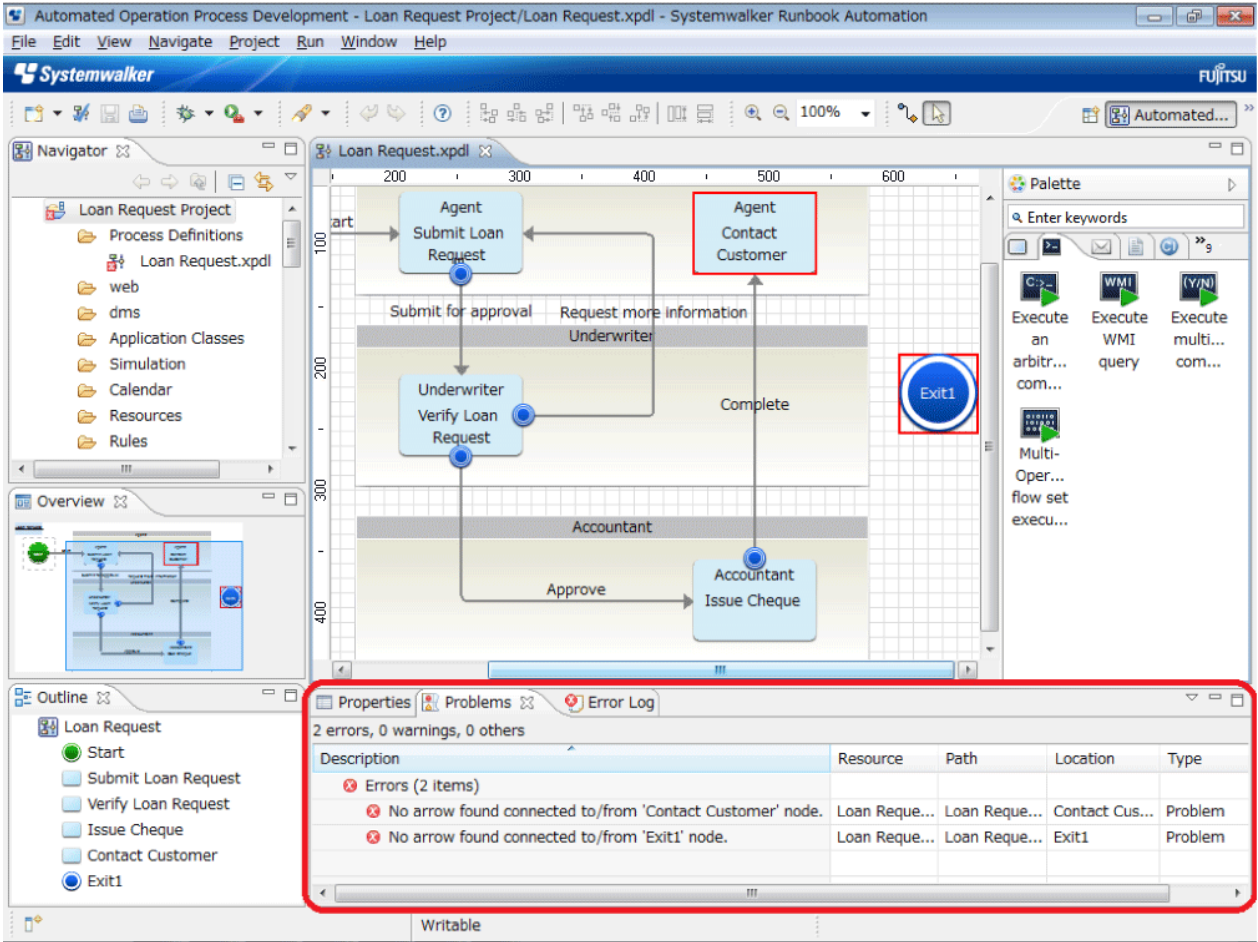 Automated Operation Process Development - Loan Request Project/Loan Request.xpdl - Systemwalker Runbook Automation
File Edit View Navigate Project Run Window Help
Systemwalker
FUJITSU
100%
Automated...
Navigator
Loan Request Project
Process Definitions
Loan Request.xpdl
web
dms
Application Classes
Simulation
Calendar
Resources
Rules
Overview
Outline
Loan Request
Start
Submit Loan Request
Verify Loan Request
Issue Cheque
Contact Customer
Exit1
Loan Request.xpdl
200 300 400 500 600
100
200
300
400
art
Agent
Submit Loan
Request
Agent
Contact
Customer
Submit for approval
Request more information
Underwriter
Underwriter
Verify Loan
Request
Complete
Exit1
Accountant
Approve
Accountant
Issue Cheque
Palette
Enter keywords
C:>_
WMI
(Y/N)
»9
Execute
an
arbitr...
com...
Execute
WMI
query
Execute
multi...
com...
Multi-
Oper...
flow set
execu...
Properties Problems Error Log
2 errors, 0 warnings, 0 others
Description Resource Path Location Type
Errors (2 items)
No arrow found connected to/from 'Contact Customer' node. Loan Reque... Loan Reque... Contact Cus... Problem
No arrow found connected to/from 'Exit1' node. Loan Reque... Loan Reque... Exit1 Problem
Writable